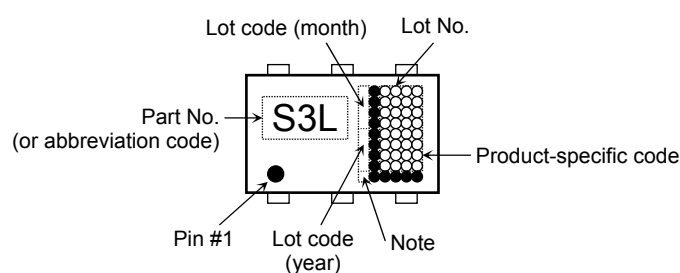 Lot code (month)
Lot No.
Part No.
(or abbreviation code)
S3L
Product-specific code
Pin #1
Lot code
(year)
Note